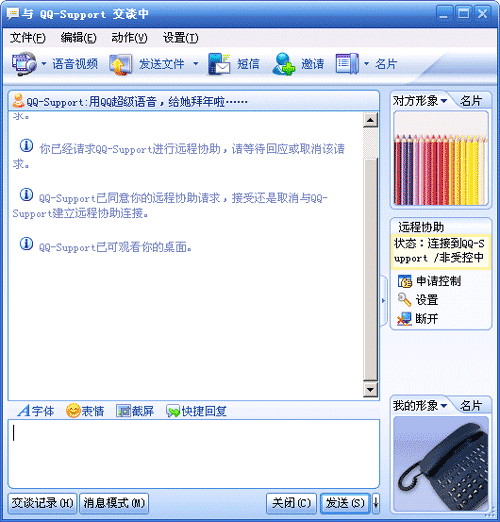 与 QQ-Support 交谈中
文件(F) 编辑(E) 动作(V) 设置(T)
语音视频 发送文件 短信 邀请 名片
QQ-Support:用QQ超级语音，给她拜年啦……
求。
你已经请求QQ-Support进行远程协助，请等待回应或取消该请
求。
QQ-Support已同意你的远程协助请求，接受还是取消与QQ-
Support建立远程协助连接。
QQ-Support已可观看你的桌面。
字体 表情 截屏 快捷回复
交谈记录(H) 消息模式(M) 关闭(C) 发送(S)
对方形象 名片
远程协助
状态：连接到QQ-S
upport /非受控中
申请控制
设置
断开
我的形象 名片